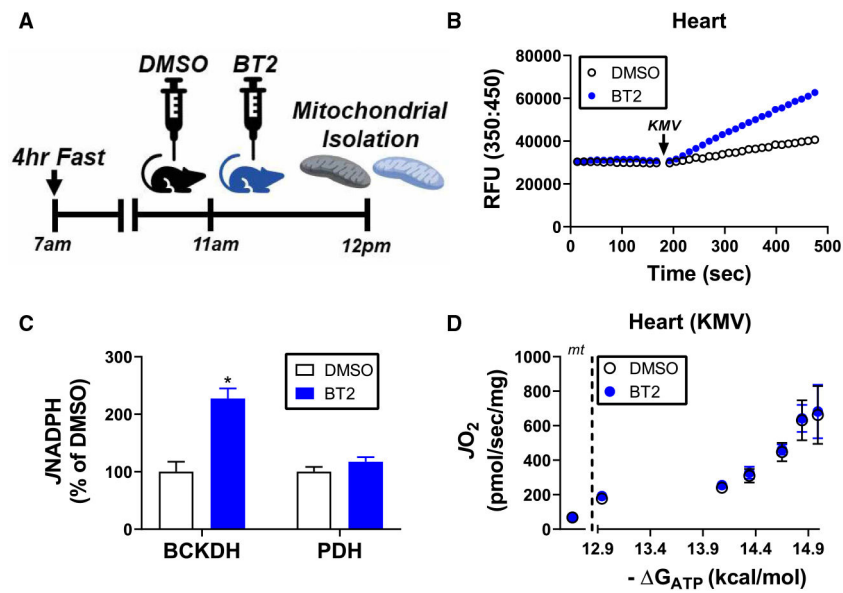 A
DMSO
BT2
Mitochondrial
Isolation
4hr Fast
7am
11am
12pm
B
Heart
RFU (350:450)
80000
60000
40000
20000
0
DMSO
BT2
KMV
0
100
200
300
400
500
Time (sec)
C
JNADPH
(% of DMSO)
300
200
100
0
*
DMSO
BT2
BCKDH
PDH
D
Heart (KMV)
mt
JO2
(pmol/sec/mg)
1000
800
600
400
200
0
DMSO
BT2
12.9
13.4
13.9
14.4
14.9
- ΔGATP (kcal/mol)